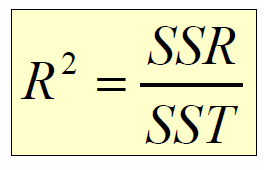 R² = SSR / SST